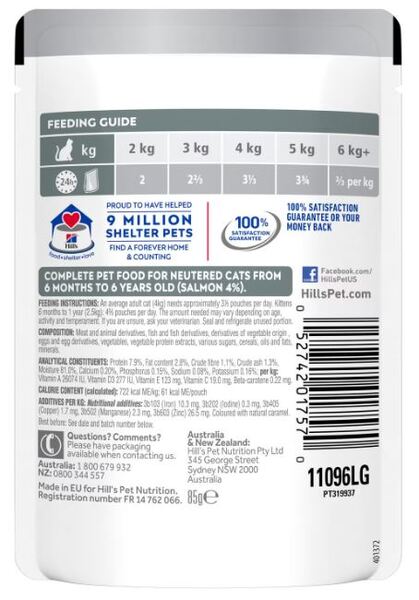 FEEDING GUIDE
kg 2 kg 3 kg 4 kg 5 kg 6 kg+
24h 2 2⅔ 3⅓ 3¾ ⅔ per kg
Hill's
food•shelter•love
PROUD TO HAVE HELPED
9 MILLION
SHELTER PETS
FIND A FOREVER HOME
& COUNTING
100%
SATISFACTION
GUARANTEE
100% SATISFACTION
GUARANTEE OR YOUR
MONEY BACK
COMPLETE PET FOOD FOR NEUTERED CATS FROM
6 MONTHS TO 6 YEARS OLD (SALMON 4%).
Facebook.com/
HillsPetUS
HillsPet.com
FEEDING INSTRUCTIONS: An average adult cat (4kg) needs approximately 3⅓ pouches per day. Kittens
6 months to 1 year (2.5kg): 4⅔ pouches per day. The amount needed may vary depending on age,
activity and temperament. If you are unsure, ask your veterinarian. Seal and refrigerate unused portion.
COMPOSITION: Meat and animal derivatives, fish and fish derivatives, derivatives of vegetable origin,
eggs and egg derivatives, vegetables, vegetable protein extracts, various sugars, cereals, oils and fats,
minerals.
ANALYTICAL CONSTITUENTS: Protein 7.9%, Fat content 2.8%, Crude fibre 1.1%, Crude ash 1.3%,
Moisture 81.0%, Calcium 0.20%, Phosphorus 0.15%, Sodium 0.08%, Potassium 0.16%, per kg:
Vitamin A 26074 IU, Vitamin D3 277 IU, Vitamin E 123 mg, Vitamin C 19.0 mg, Beta-carotene 0.22 mg.
CALORIE CONTENT (calculated): 722 kcal ME/kg; 61 kcal ME/pouch
ADDITIVES PER KG: Nutritional additives: 3b103 (Iron) 10.3 mg, 3b202 (Iodine) 0.3 mg, 3b405
(Copper) 1.7 mg, 3b502 (Manganese) 2.3 mg, 3b603 (Zinc) 26.5 mg, Coloured with natural caramel.
Best before: See date and batch number below.
Questions? Comments?
Please have packaging
available when contacting us.
Australia: 1 800 679 932
NZ: 0800 344 557
Made in EU for Hill's Pet Nutrition.
Registration number FR 14 762 066.
Australia
& New Zealand:
Hill's Pet Nutrition Pty Ltd
345 George Street
Sydney NSW 2000
Australia
85g℮
0 52742 01757 0
11096LG
PT319937
403372